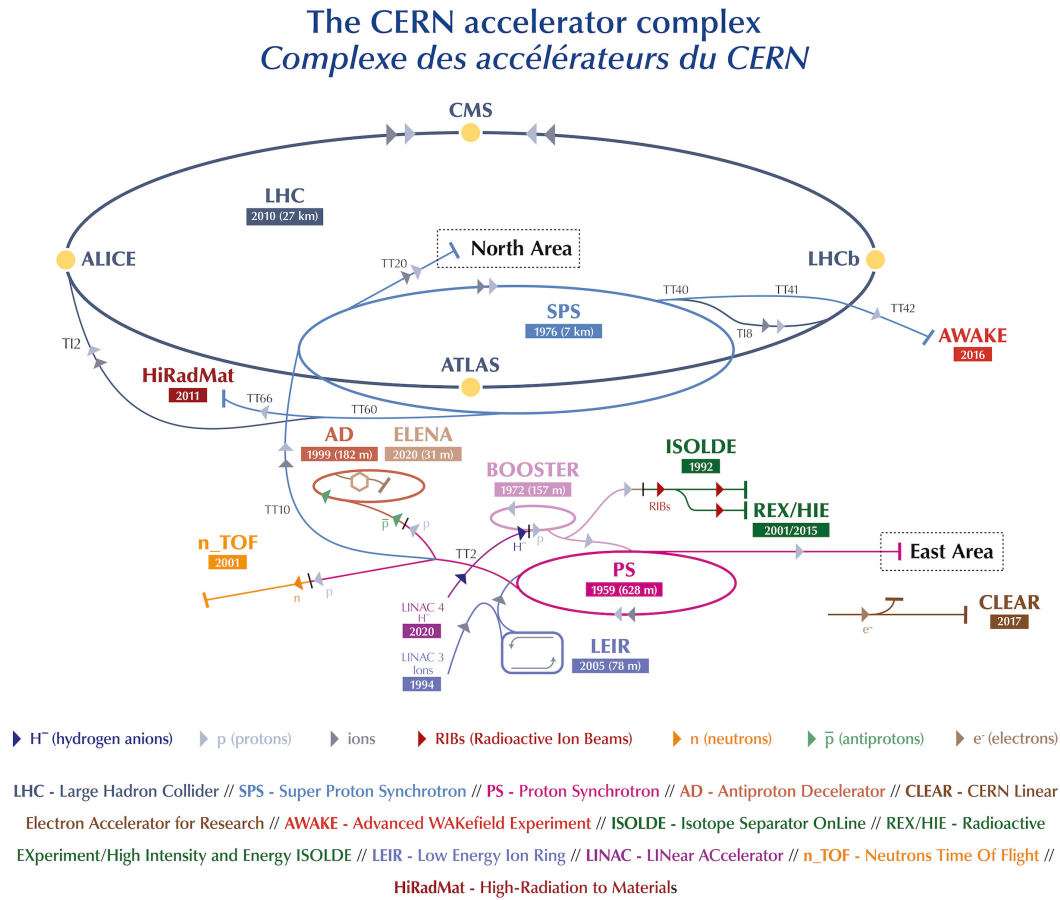 The CERN accelerator complex
Complexe des accélérateurs du CERN
CMS
LHC
2010 (27 km)
North Area
TT20
ALICE
LHCb
TT40
TT41
TT42
SPS
1976 (7 km)
TI8
AWAKE
2016
TI2
ATLAS
HiRadMat
2011
TT66
TT60
AD
1999 (182 m)
ELENA
2020 (31 m)
ISOLDE
1992
BOOSTER
1972 (157 m)
RIBs
REX/HIE
2001/2015
TT10
p̅
p
n_TOF
2001
H⁻
p
TT2
East Area
PS
1959 (628 m)
n
p
LINAC 4
H⁻
2020
CLEAR
2017
e⁻
LEIR
2005 (78 m)
LINAC 3
Ions
1994
H⁻ (hydrogen anions)
p (protons)
ions
RIBs (Radioactive Ion Beams)
n (neutrons)
p̅ (antiprotons)
e⁻ (electrons)
LHC - Large Hadron Collider // SPS - Super Proton Synchrotron // PS - Proton Synchrotron // AD - Antiproton Decelerator // CLEAR - CERN Linear
Electron Accelerator for Research // AWAKE - Advanced WAKefield Experiment // ISOLDE - Isotope Separator OnLine // REX/HIE - Radioactive
EXperiment/High Intensity and Energy ISOLDE // LEIR - Low Energy Ion Ring // LINAC - LINear ACcelerator // n_TOF - Neutrons Time Of Flight //
HiRadMat - High-Radiation to Materials